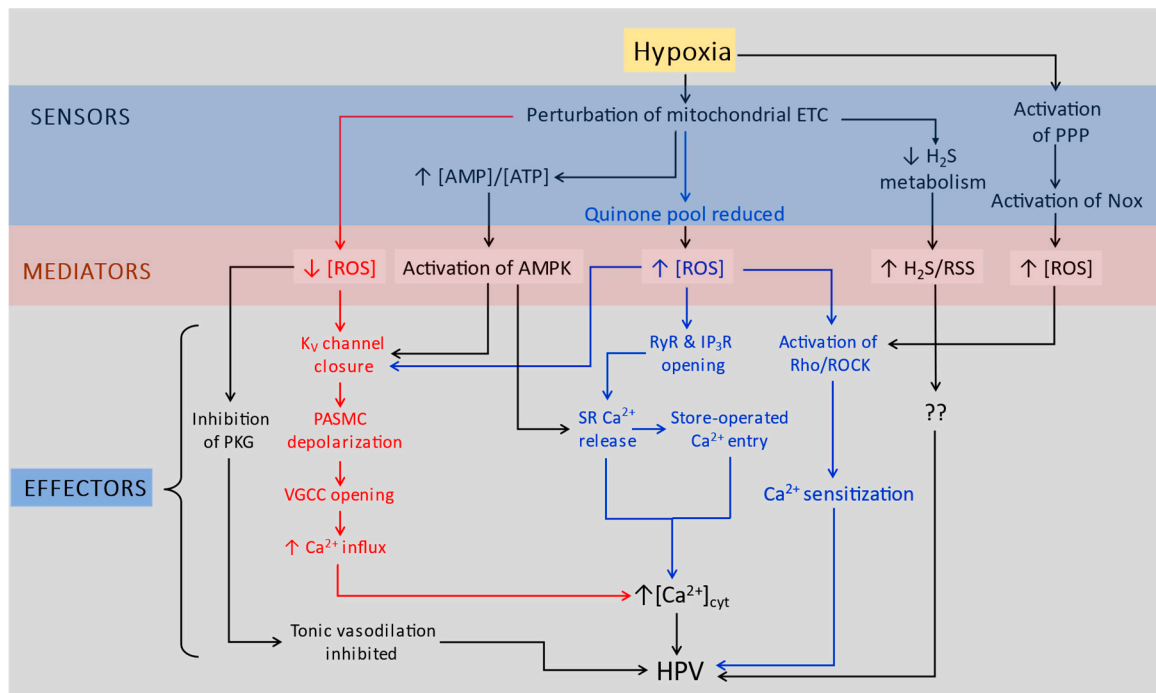 Hypoxia
SENSORS
Perturbation of mitochondrial ETC
Activation
of PPP
↓ H₂S
metabolism
↑ [AMP]/[ATP]
Quinone pool reduced
Activation of Nox
MEDIATORS
↓ [ROS]
Activation of AMPK
↑ [ROS]
↑ H₂S/RSS
↑ [ROS]
K_V channel
closure
RyR & IP₃R
opening
Activation of
Rho/ROCK
Inhibition
of PKG
PASMC
depolarization
SR Ca²⁺
release
Store-operated
Ca²⁺ entry
??
EFFECTORS
VGCC opening
Ca²⁺ sensitization
↑ Ca²⁺ influx
↑[Ca²⁺]cyt
Tonic vasodilation
inhibited
HPV